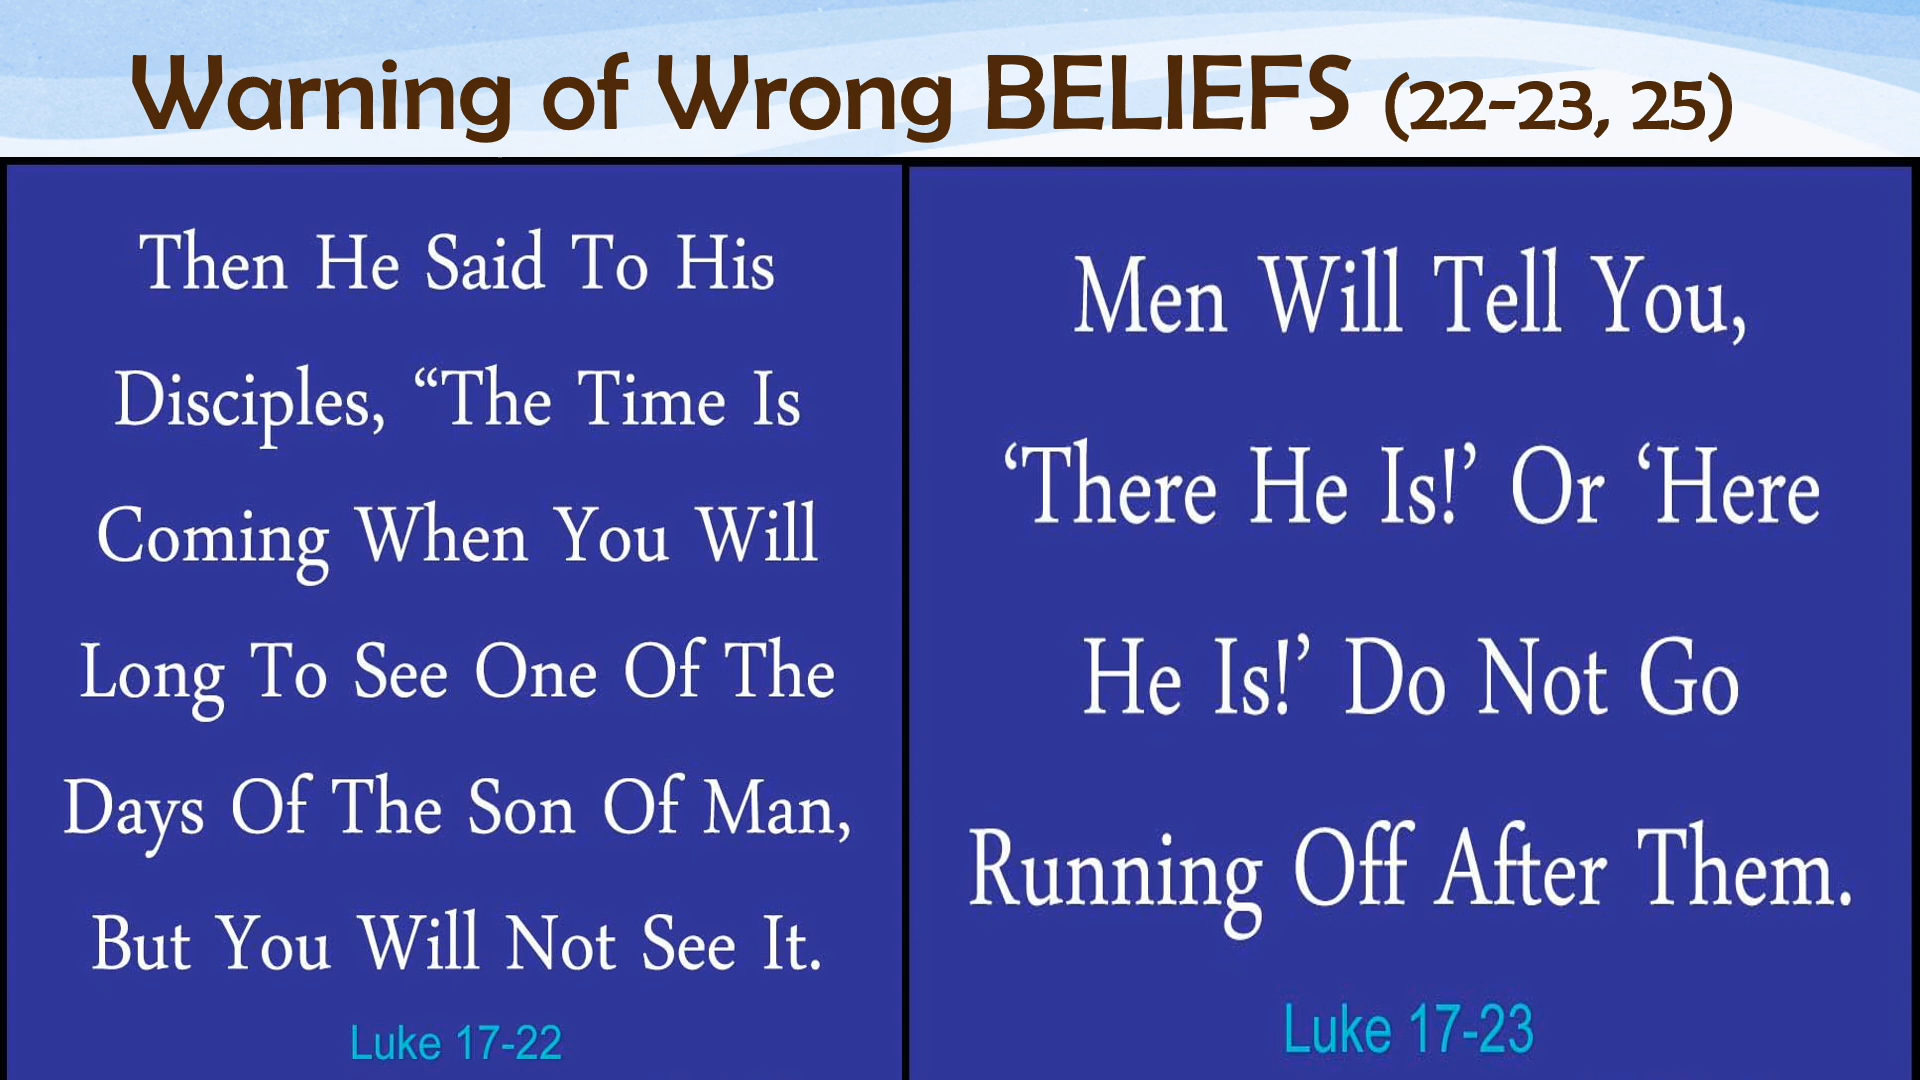 Warning of Wrong BELIEFS (22-23, 25)
Then He Said To His
Disciples, “The Time Is
Coming When You Will
Long To See One Of The
Days Of The Son Of Man,
But You Will Not See It.
Luke 17-22
Men Will Tell You,
‘There He Is!’ Or ‘Here
He Is!’ Do Not Go
Running Off After Them.
Luke 17-23